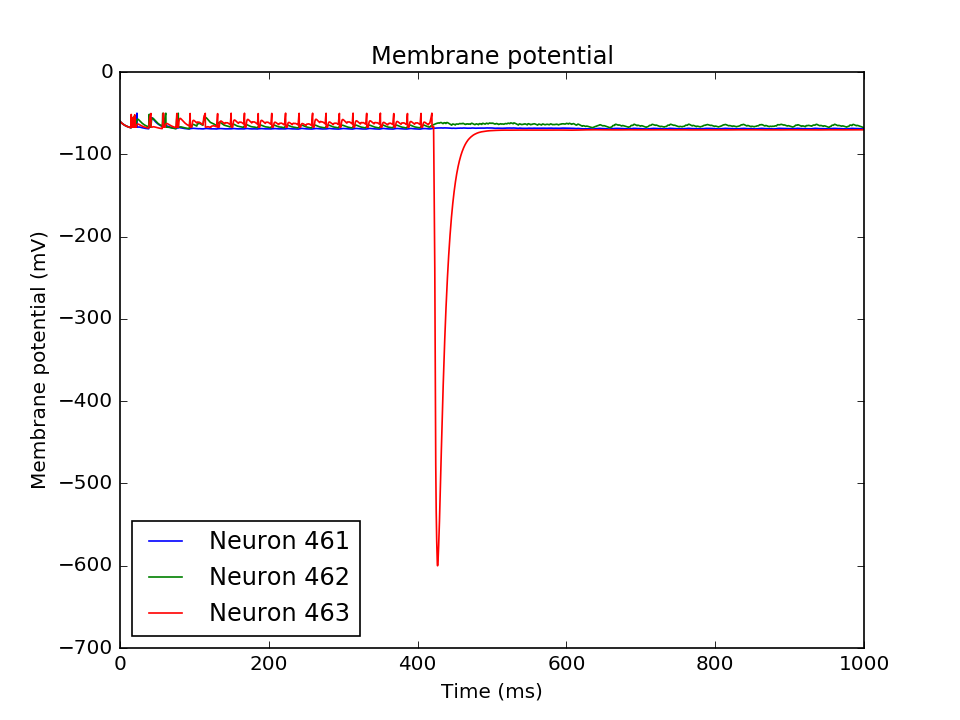 Membrane potential
0
−100
−200
−300
−400
−500
−600
−700
Membrane potential (mV)
Neuron 461
Neuron 462
Neuron 463
0 200 400 600 800 1000
Time (ms)